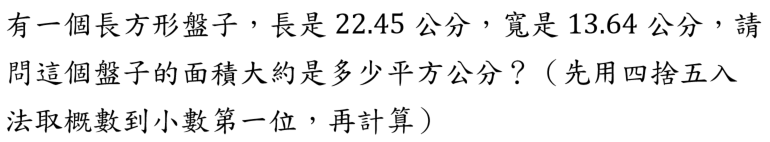 有一個長方形盤子，長是 22.45 公分，寬是 13.64 公分，請
問這個盤子的面積大約是多少平方公分？（先用四捨五入
法取概數到小數第一位，再計算）